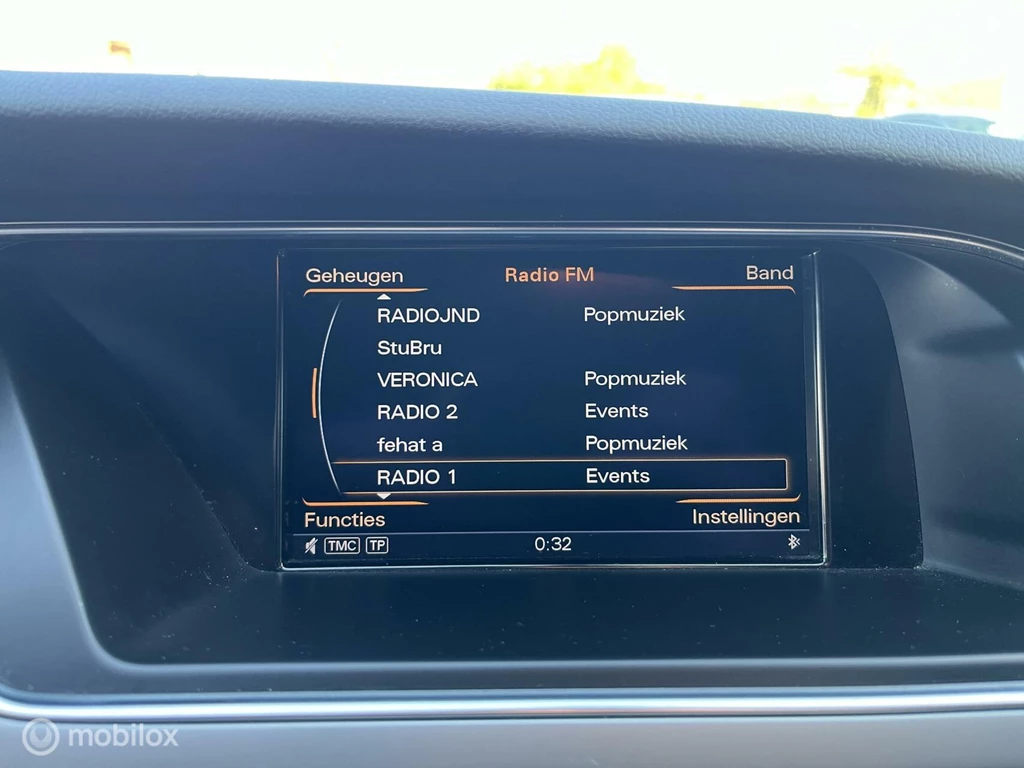 Geheugen Radio FM Band
RADIOJND Popmuziek
StuBru
VERONICA Popmuziek
RADIO 2 Events
fehat a Popmuziek
RADIO 1 Events
Functies Instellingen
TMC TP 0:32
mobilox